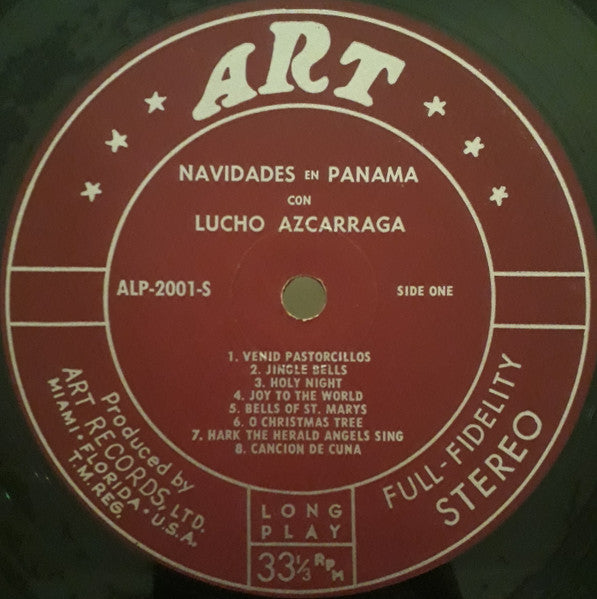 ART
NAVIDADES EN PANAMA
CON
LUCHO AZCARRAGA
ALP-2001-S
SIDE ONE
1. VENID PASTORCILLOS
2. JINGLE BELLS
3. HOLY NIGHT
4. JOY TO THE WORLD
5. BELLS OF ST. MARYS
6. O CHRISTMAS TREE
7. HARK THE HERALD ANGELS SING
8. CANCION DE CUNA
Produced by
ART RECORDS, LTD.
MIAMI • FLORIDA • U.S.A.
T.M. REG.
LONG
PLAY
33⅓ RPM
FULL-FIDELITY
STEREO